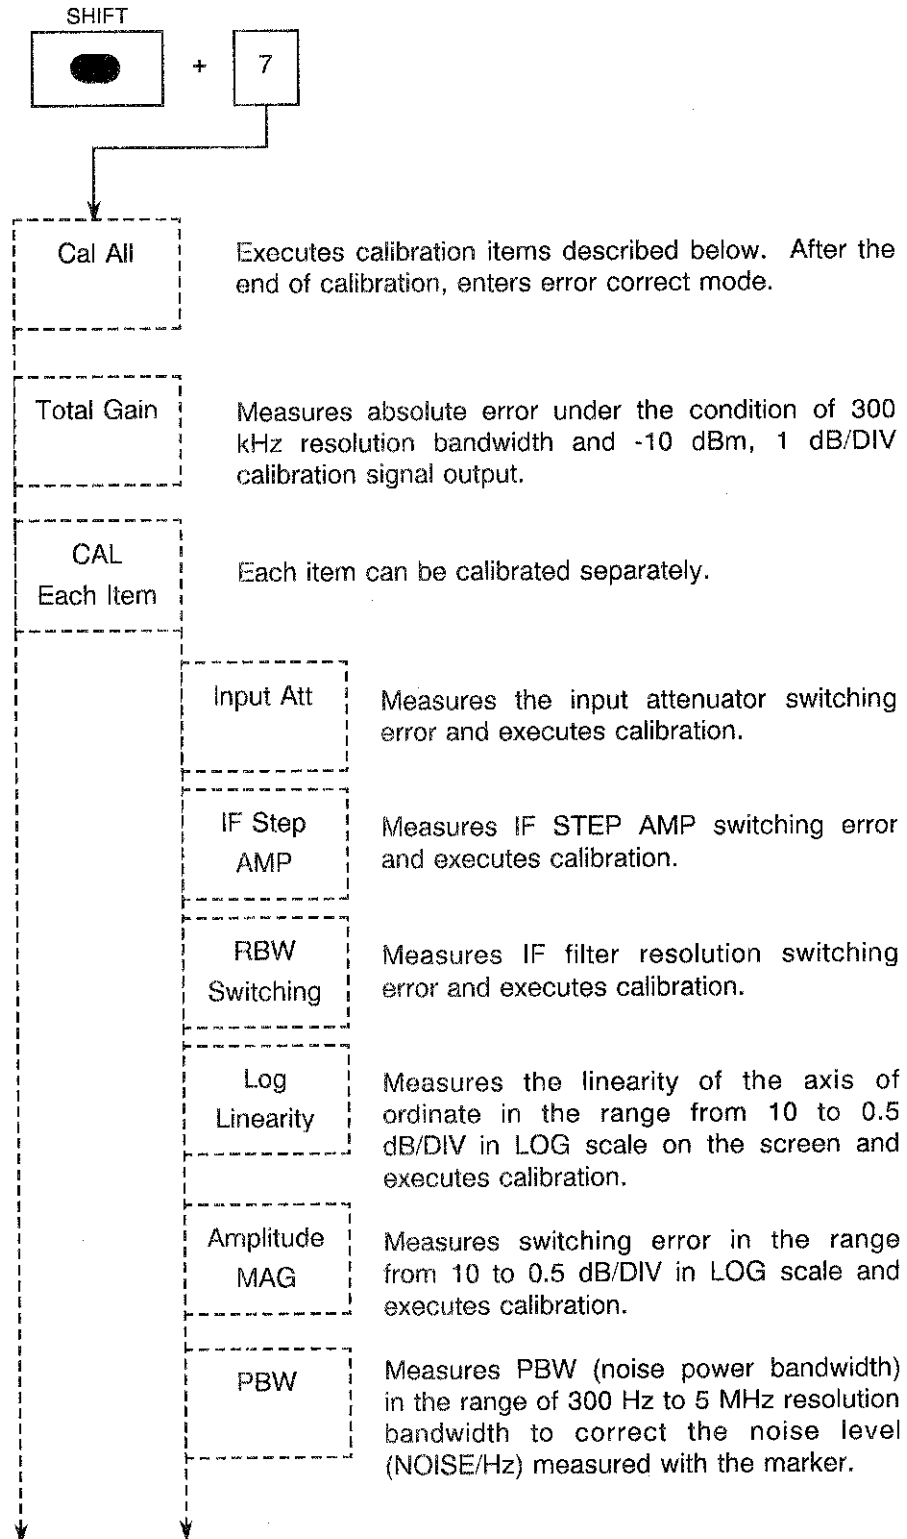 SHIFT
+ 7
Cal All
Executes calibration items described below. After the
end of calibration, enters error correct mode.
Total Gain
Measures absolute error under the condition of 300
kHz resolution bandwidth and -10 dBm, 1 dB/DIV
calibration signal output.
CAL
Each Item
Each item can be calibrated separately.
Input Att
Measures the input attenuator switching
error and executes calibration.
IF Step
AMP
Measures IF STEP AMP switching error
and executes calibration.
RBW
Switching
Measures IF filter resolution switching
error and executes calibration.
Log
Linearity
Measures the linearity of the axis of
ordinate in the range from 10 to 0.5
dB/DIV in LOG scale on the screen and
executes calibration.
Amplitude
MAG
Measures switching error in the range
from 10 to 0.5 dB/DIV in LOG scale and
executes calibration.
PBW
Measures PBW (noise power bandwidth)
in the range of 300 Hz to 5 MHz resolution
bandwidth to correct the noise level
(NOISE/Hz) measured with the marker.